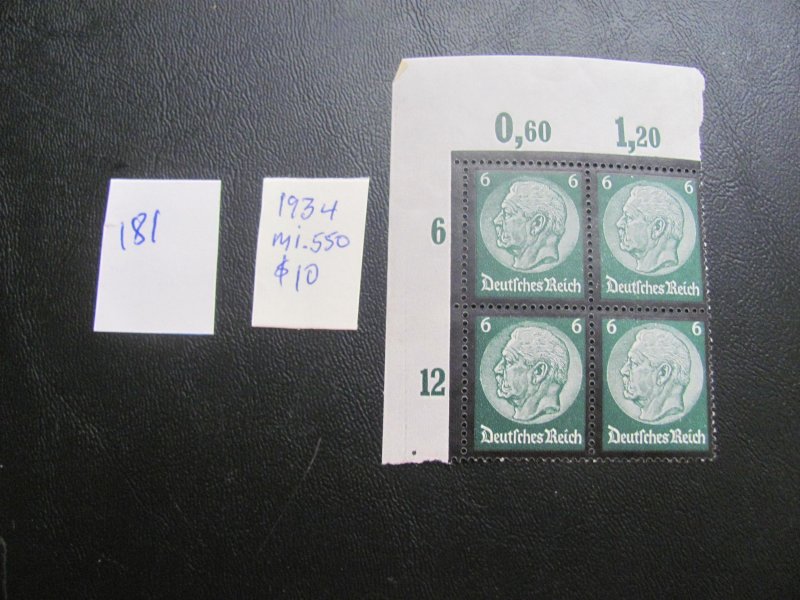 181
1934
mi.550
$10
0,60 1,20
6
12
6 6
Deutsches Reich
6 6
Deutsches Reich
6 6
Deutsches Reich
6 6
Deutsches Reich